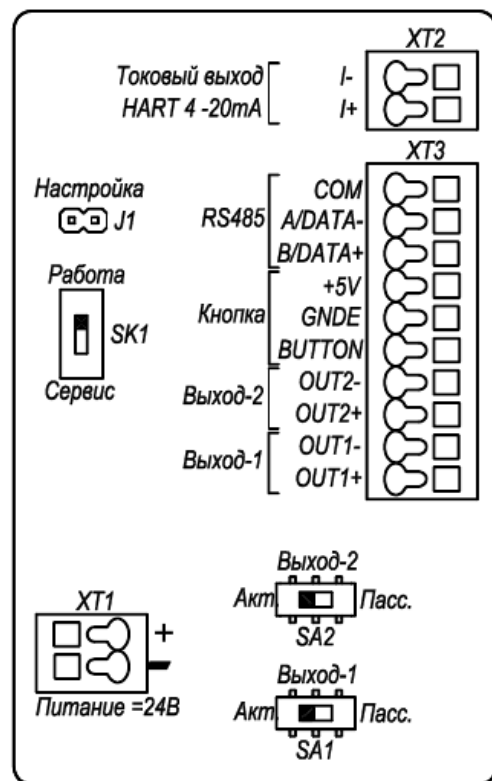 XT2
Токовый выход I-
HART 4 -20mA I+
XT3
Настройка
J1
RS485
COM
A/DATA-
B/DATA+
Работа
SK1
Сервис
Кнопка
+5V
GNDE
BUTTON
Выход-2
OUT2-
OUT2+
Выход-1
OUT1-
OUT1+
Выход-2
Акт. Пасс.
SA2
XT1
+
-
Питание =24В
Выход-1
Акт. Пасс.
SA1